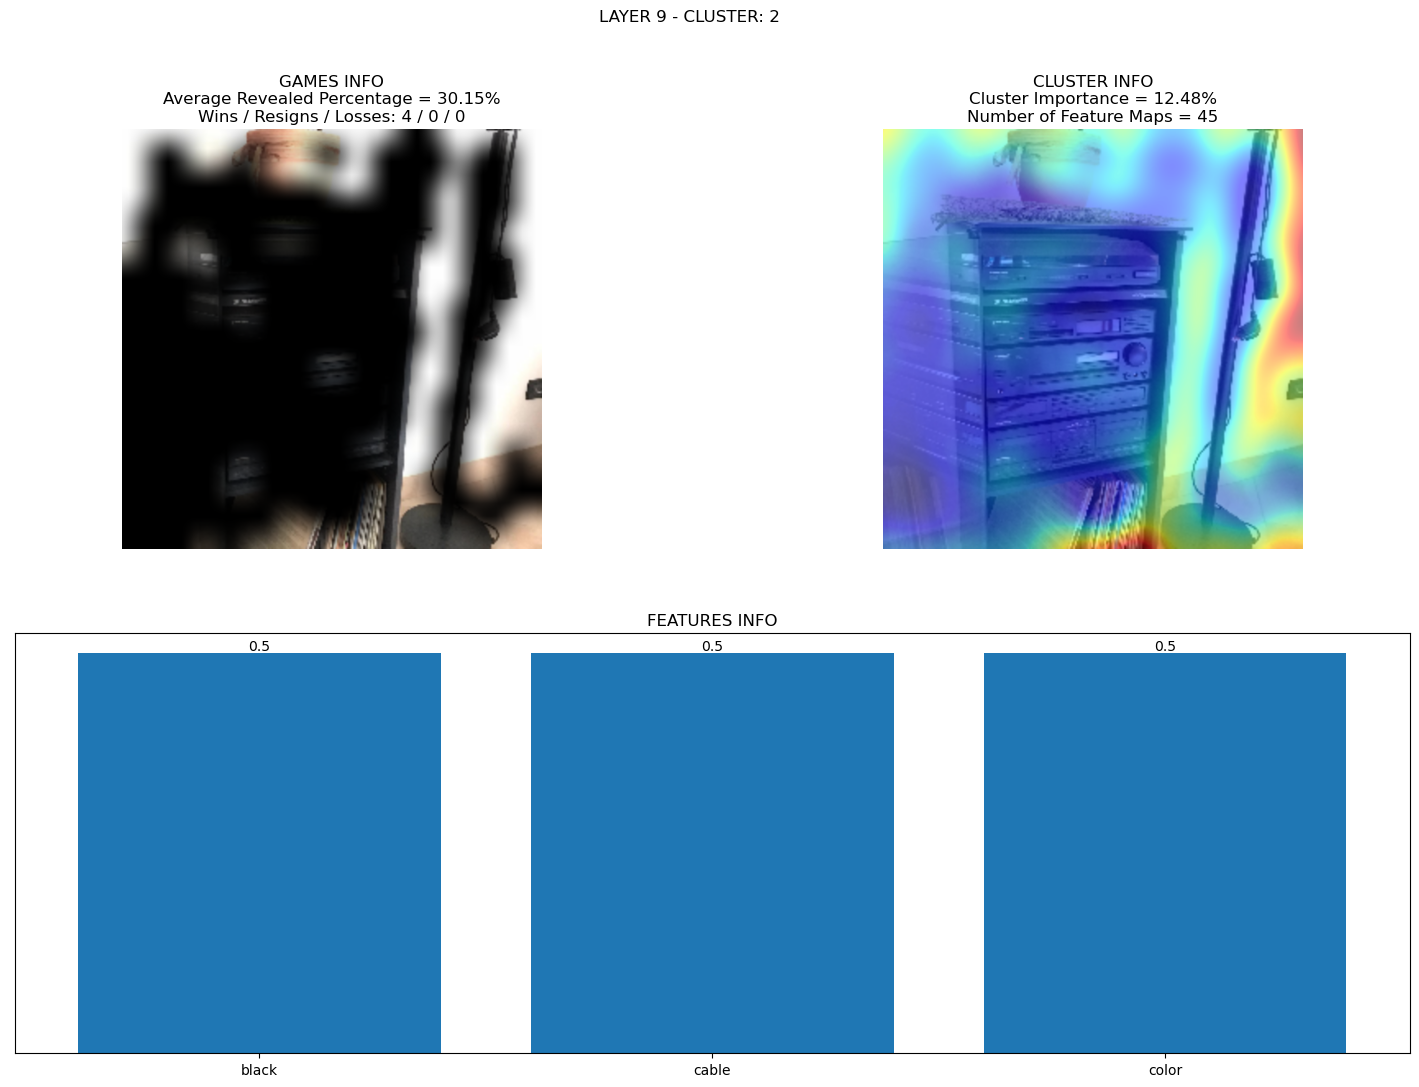 LAYER 9 - CLUSTER: 2
GAMES INFO
Average Revealed Percentage = 30.15%
Wins / Resigns / Losses: 4 / 0 / 0
CLUSTER INFO
Cluster Importance = 12.48%
Number of Feature Maps = 45
FEATURES INFO
0.5
0.5
0.5
black
cable
color